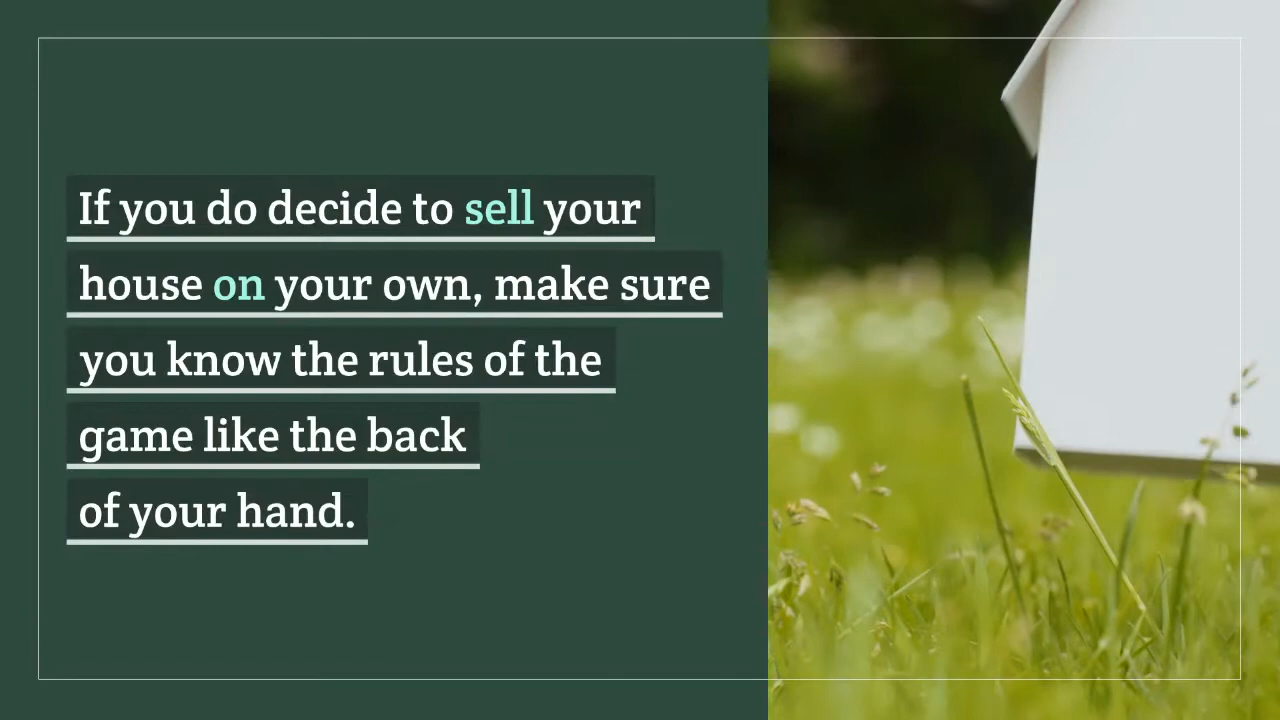 If you do decide to sell your
house on your own, make sure
you know the rules of the
game like the back
of your hand.